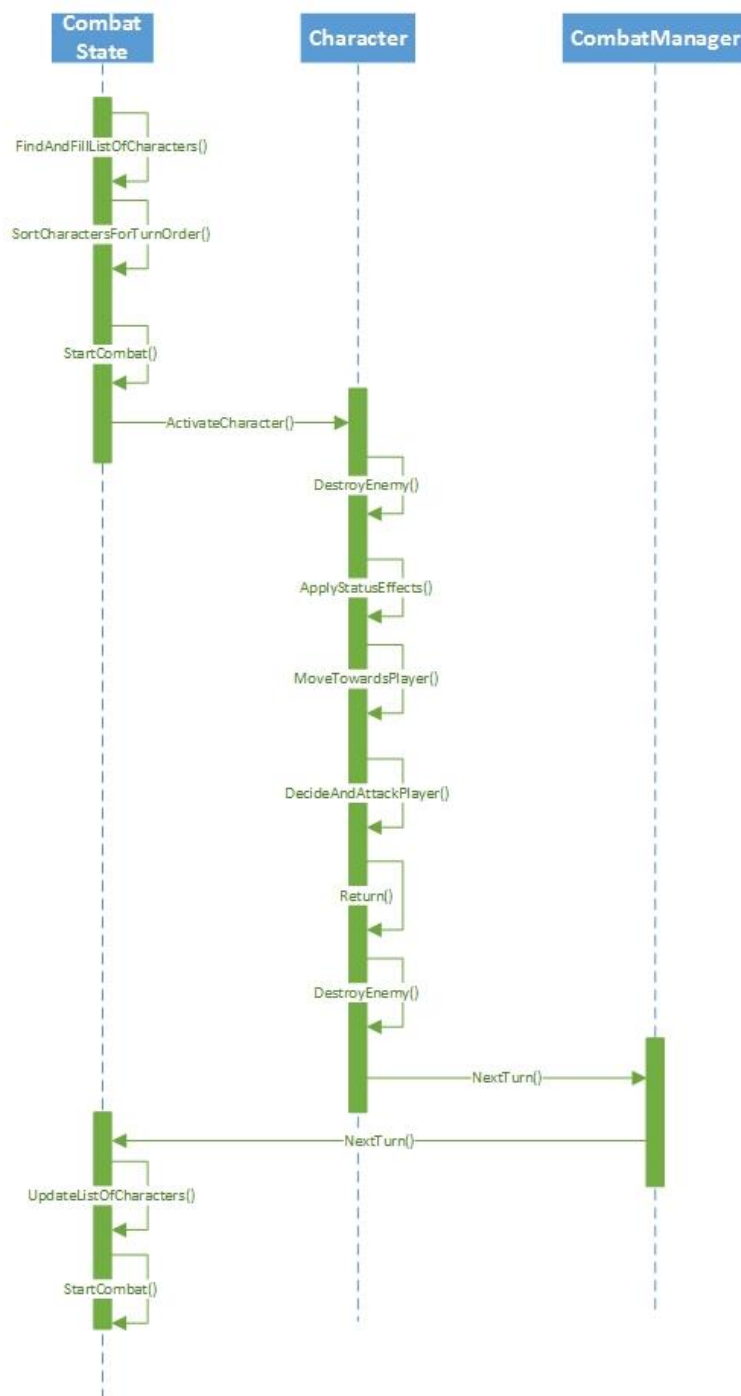 Combat
State
Character
CombatManager
FindAndFillListOfCharacters()
SortCharactersForTurnOrder()
StartCombat()
ActivateCharacter()
DestroyEnemy()
ApplyStatusEffects()
MoveTowardsPlayer()
DecideAndAttackPlayer()
Return()
DestroyEnemy()
NextTurn()
NextTurn()
UpdateListOfCharacters()
StartCombat()